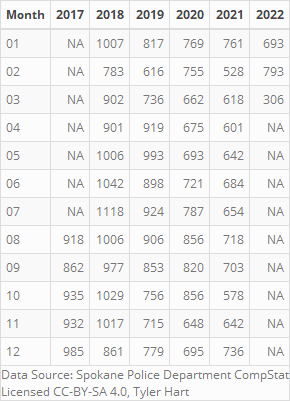 Month 2017 2018 2019 2020 2021 2022
01 NA 1007 817 769 761 693
02 NA 783 616 755 528 793
03 NA 902 736 662 618 306
04 NA 901 919 675 601 NA
05 NA 1006 993 693 642 NA
06 NA 1042 898 721 684 NA
07 NA 1118 924 787 654 NA
08 918 1006 906 856 718 NA
09 862 977 853 820 703 NA
10 935 1029 756 856 578 NA
11 932 1017 715 648 642 NA
12 985 861 779 695 736 NA
Data Source: Spokane Police Department CompStat
Licensed CC-BY-SA 4.0, Tyler Hart